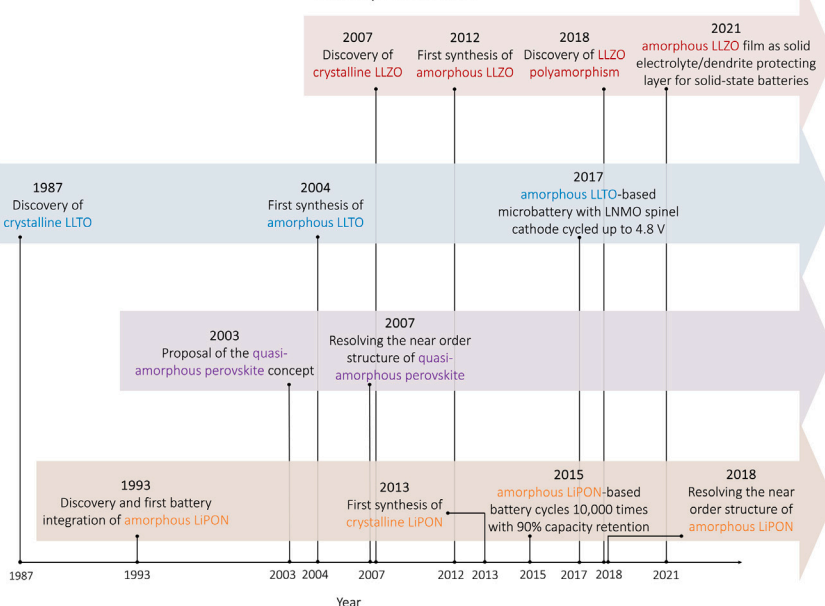 2007
Discovery of
crystalline LLZO
2012
First synthesis of
amorphous LLZO
2018
Discovery of LLZO
polyamorphism
2021
amorphous LLZO film as solid
electrolyte/dendrite protecting
layer for solid-state batteries
1987
Discovery of
crystalline LLTO
2004
First synthesis of
amorphous LLTO
2017
amorphous LLTO-based
microbattery with LNMO spinel
cathode cycled up to 4.8 V
2003
Proposal of the quasi-
amorphous perovskite concept
2007
Resolving the near order
structure of quasi-
amorphous perovskite
1993
Discovery and first battery
integration of amorphous LiPON
2013
First synthesis of
crystalline LiPON
2015
amorphous LiPON-based
battery cycles 10,000 times
with 90% capacity retention
2018
Resolving the near
order structure of
amorphous LiPON
1987 1993 2003 2004 2007 2012 2013 2015 2017 2018 2021
Year